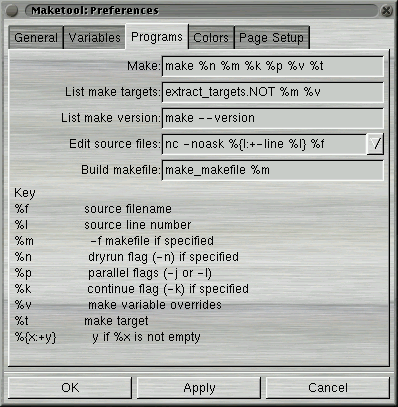 Maketool: Preferences
General Variables Programs Colors Page Setup
Make: make %n %m %k %p %v %t
List make targets: extract_targets.NOT %m %v
List make version: make --version
Edit source files: nc -noask %{l:+-line %l} %f /
Build makefile: make_makefile %m
Key
%f source filename
%l source line number
%m -f makefile if specified
%n dryrun flag (-n) if specified
%p parallel flags (-j or -l)
%k continue flag (-k) if specified
%v make variable overrides
%t make target
%{x:+y} y if %x is not empty
OK Apply Cancel